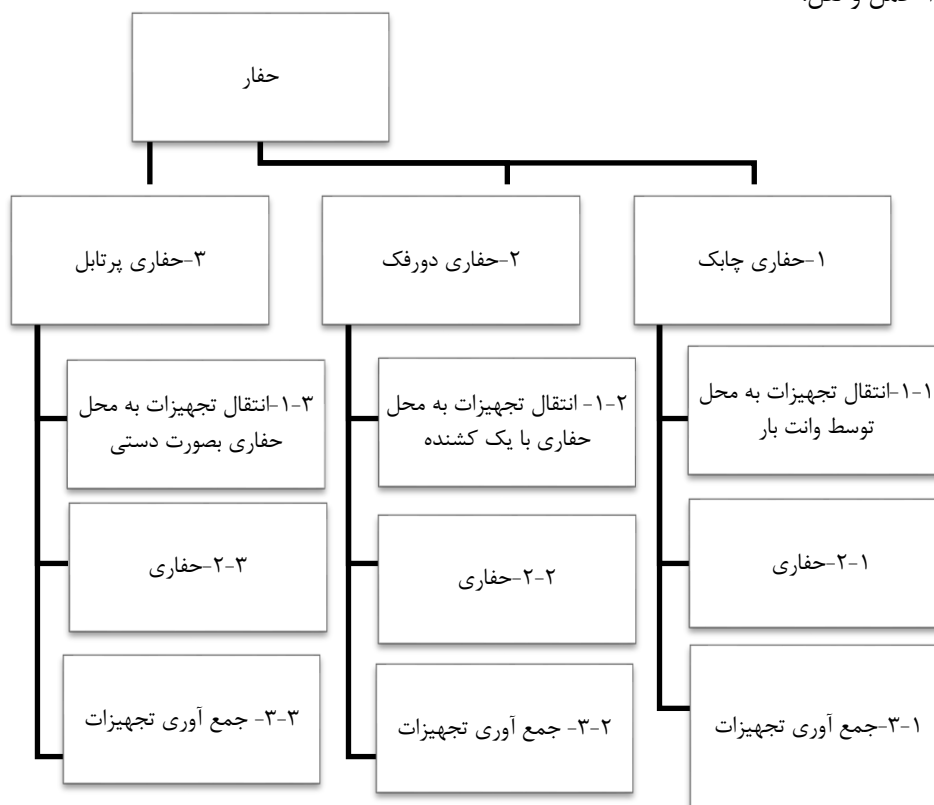 حمل و نقل:
حفار
۱-حفاری چابک
۲-حفاری دورفک
۳-حفاری پرتابل
۱-۱-انتقال تجهیزات به محل
توسط وانت بار
۱-۲- انتقال تجهیزات به محل
حفاری با یک کشنده
۱-۳-انتقال تجهیزات به محل
حفاری بصورت دستی
۲-۱-حفاری
۲-۲-حفاری
۲-۳-حفاری
۳-۱-جمع آوری تجهیزات
۳-۲- جمع آوری تجهیزات
۳-۳- جمع آوری تجهیزات